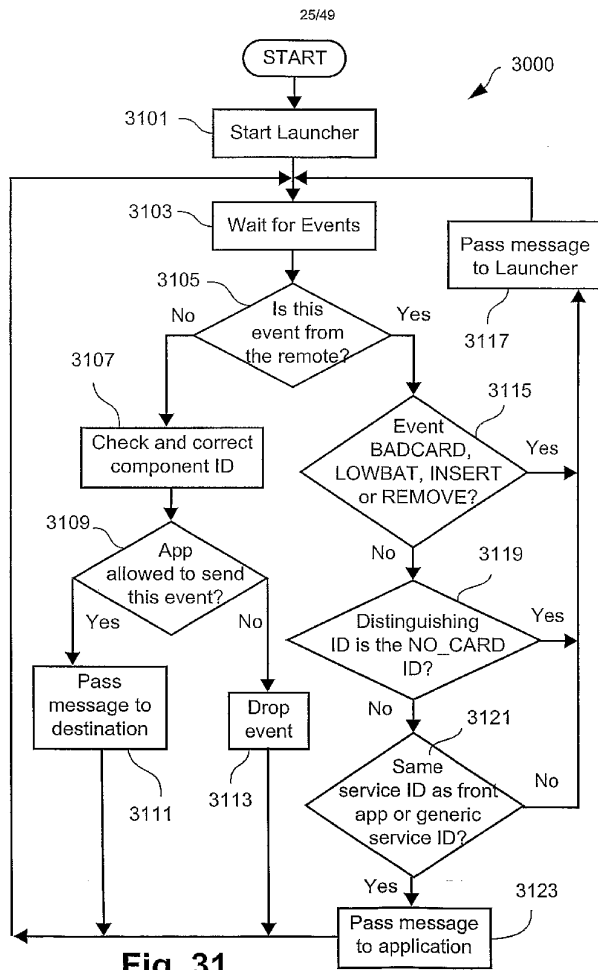 25/49
START
3000
3101
Start Launcher
3103
Wait for Events
Pass message
to Launcher
3117
3105
Is this
event from
the remote?
No
Yes
3107
Check and correct
component ID
3115
Event
BADCARD,
LOWBAT, INSERT
or REMOVE?
Yes
No
3109
App
allowed to send
this event?
Yes
No
3119
Distinguishing
ID is the NO_CARD
ID?
Yes
No
Pass
message to
destination
3111
Drop
event
3113
3121
Same
service ID as front
app or generic
service ID?
No
Yes
3123
Pass message
to application
Fig. 31